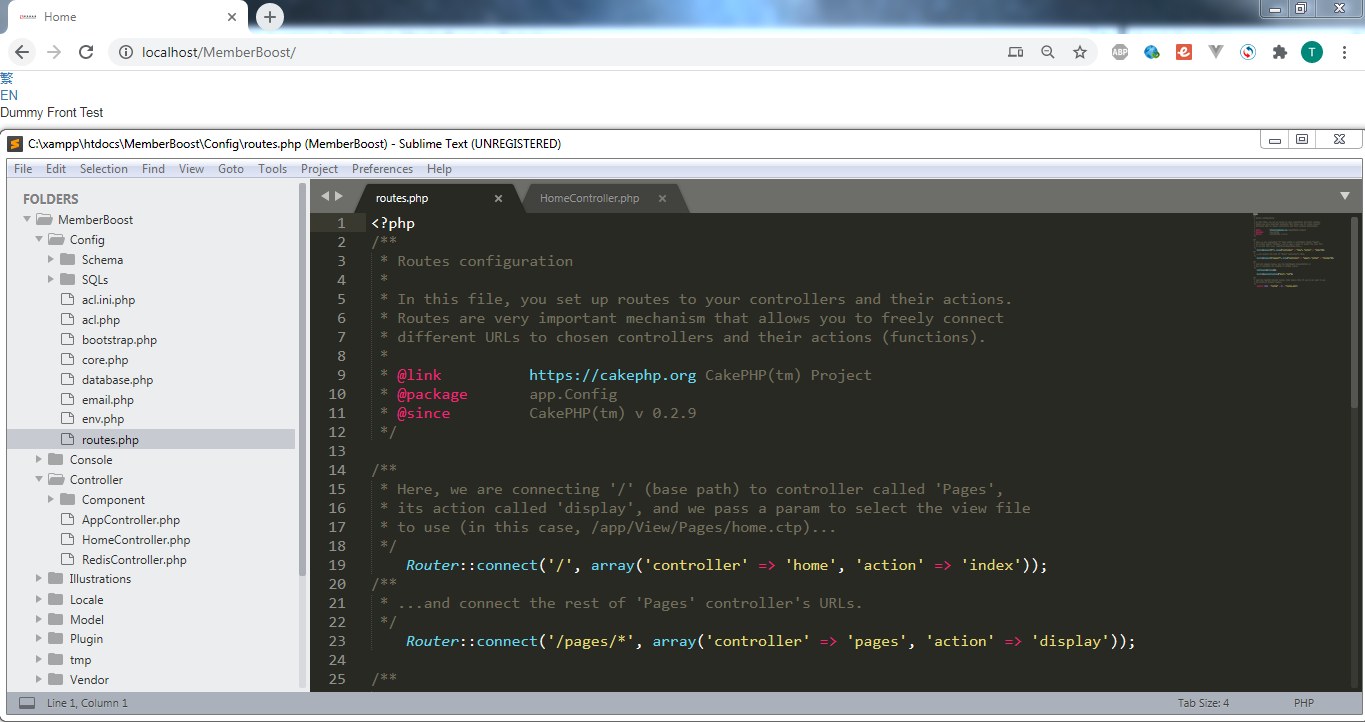 Home
localhost/MemberBoost/
ABP
T
繁
EN
Dummy Front Test
C:\xampp\htdocs\MemberBoost\Config\routes.php (MemberBoost) - Sublime Text (UNREGISTERED)
File Edit Selection Find View Goto Tools Project Preferences Help
FOLDERS
MemberBoost
Config
Schema
SQLs
acl.ini.php
acl.php
bootstrap.php
core.php
database.php
email.php
env.php
routes.php
Console
Controller
Component
AppController.php
HomeController.php
RedisController.php
Illustrations
Locale
Model
Plugin
tmp
Vendor
routes.php HomeController.php
1 <?php
2 /**
3  * Routes configuration
4  *
5  * In this file, you set up routes to your controllers and their actions.
6  * Routes are very important mechanism that allows you to freely connect
7  * different URLs to chosen controllers and their actions (functions).
8  *
9  * @link          https://cakephp.org CakePHP(tm) Project
10  * @package       app.Config
11  * @since         CakePHP(tm) v 0.2.9
12  */
13
14 /**
15  * Here, we are connecting '/' (base path) to controller called 'Pages',
16  * its action called 'display', and we pass a param to select the view file
17  * to use (in this case, /app/View/Pages/home.ctp)...
18  */
19     Router::connect('/', array('controller' => 'home', 'action' => 'index'));
20 /**
21  * ...and connect the rest of 'Pages' controller's URLs.
22  */
23     Router::connect('/pages/*', array('controller' => 'pages', 'action' => 'display'));
24
25 /**
Line 1, Column 1 Tab Size: 4 PHP